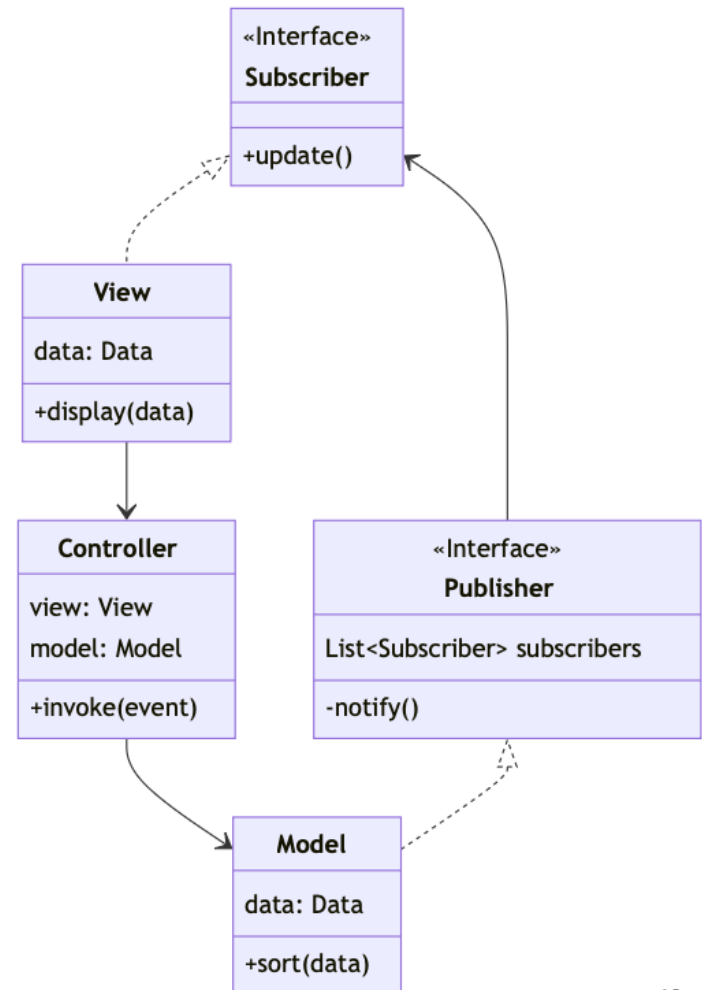 «Interface»
Subscriber
+update()
View
data: Data
+display(data)
Controller
view: View
model: Model
+invoke(event)
«Interface»
Publisher
List<Subscriber> subscribers
-notify()
Model
data: Data
+sort(data)